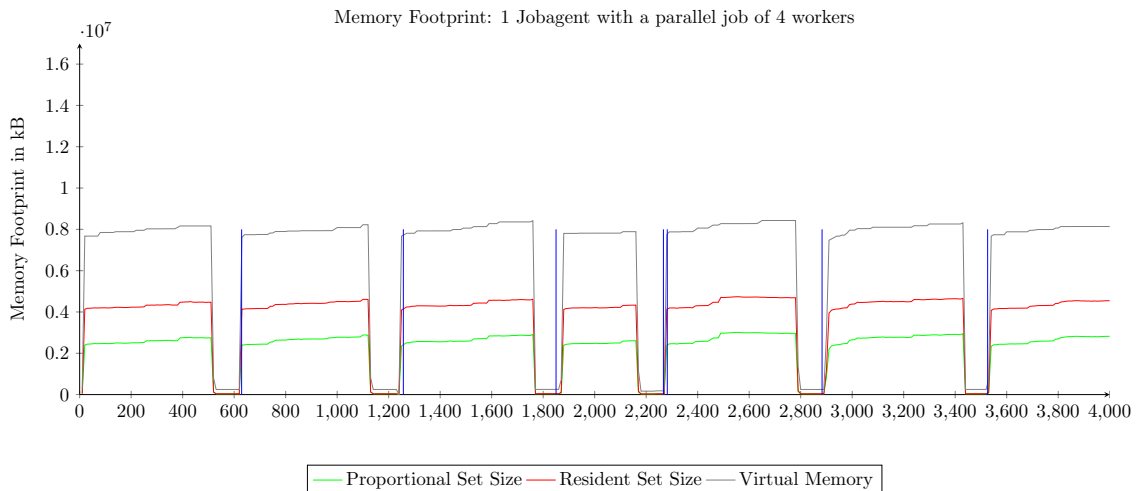 Memory Footprint: 1 Jobagent with a parallel job of 4 workers
·10⁷
1.6
1.4
1.2
1
0.8
0.6
0.4
0.2
0
Memory Footprint in kB
0 200 400 600 800 1,000 1,200 1,400 1,600 1,800 2,000 2,200 2,400 2,600 2,800 3,000 3,200 3,400 3,600 3,800 4,000
Proportional Set Size Resident Set Size Virtual Memory